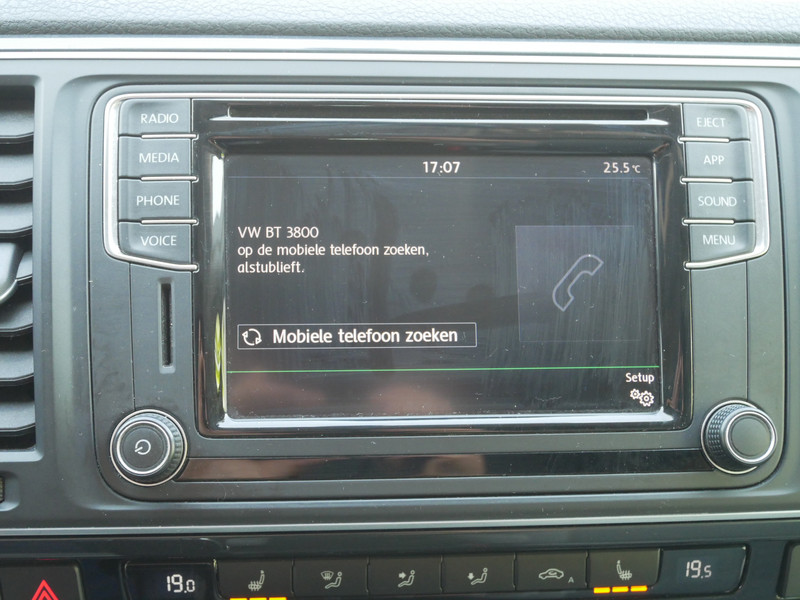 RADIO
MEDIA
PHONE
VOICE
EJECT
APP
SOUND
MENU
17:07
25.5°C
VW BT 3800
op de mobiele telefoon zoeken,
alstublieft.
Mobiele telefoon zoeken
Setup
19.0
A
19.5